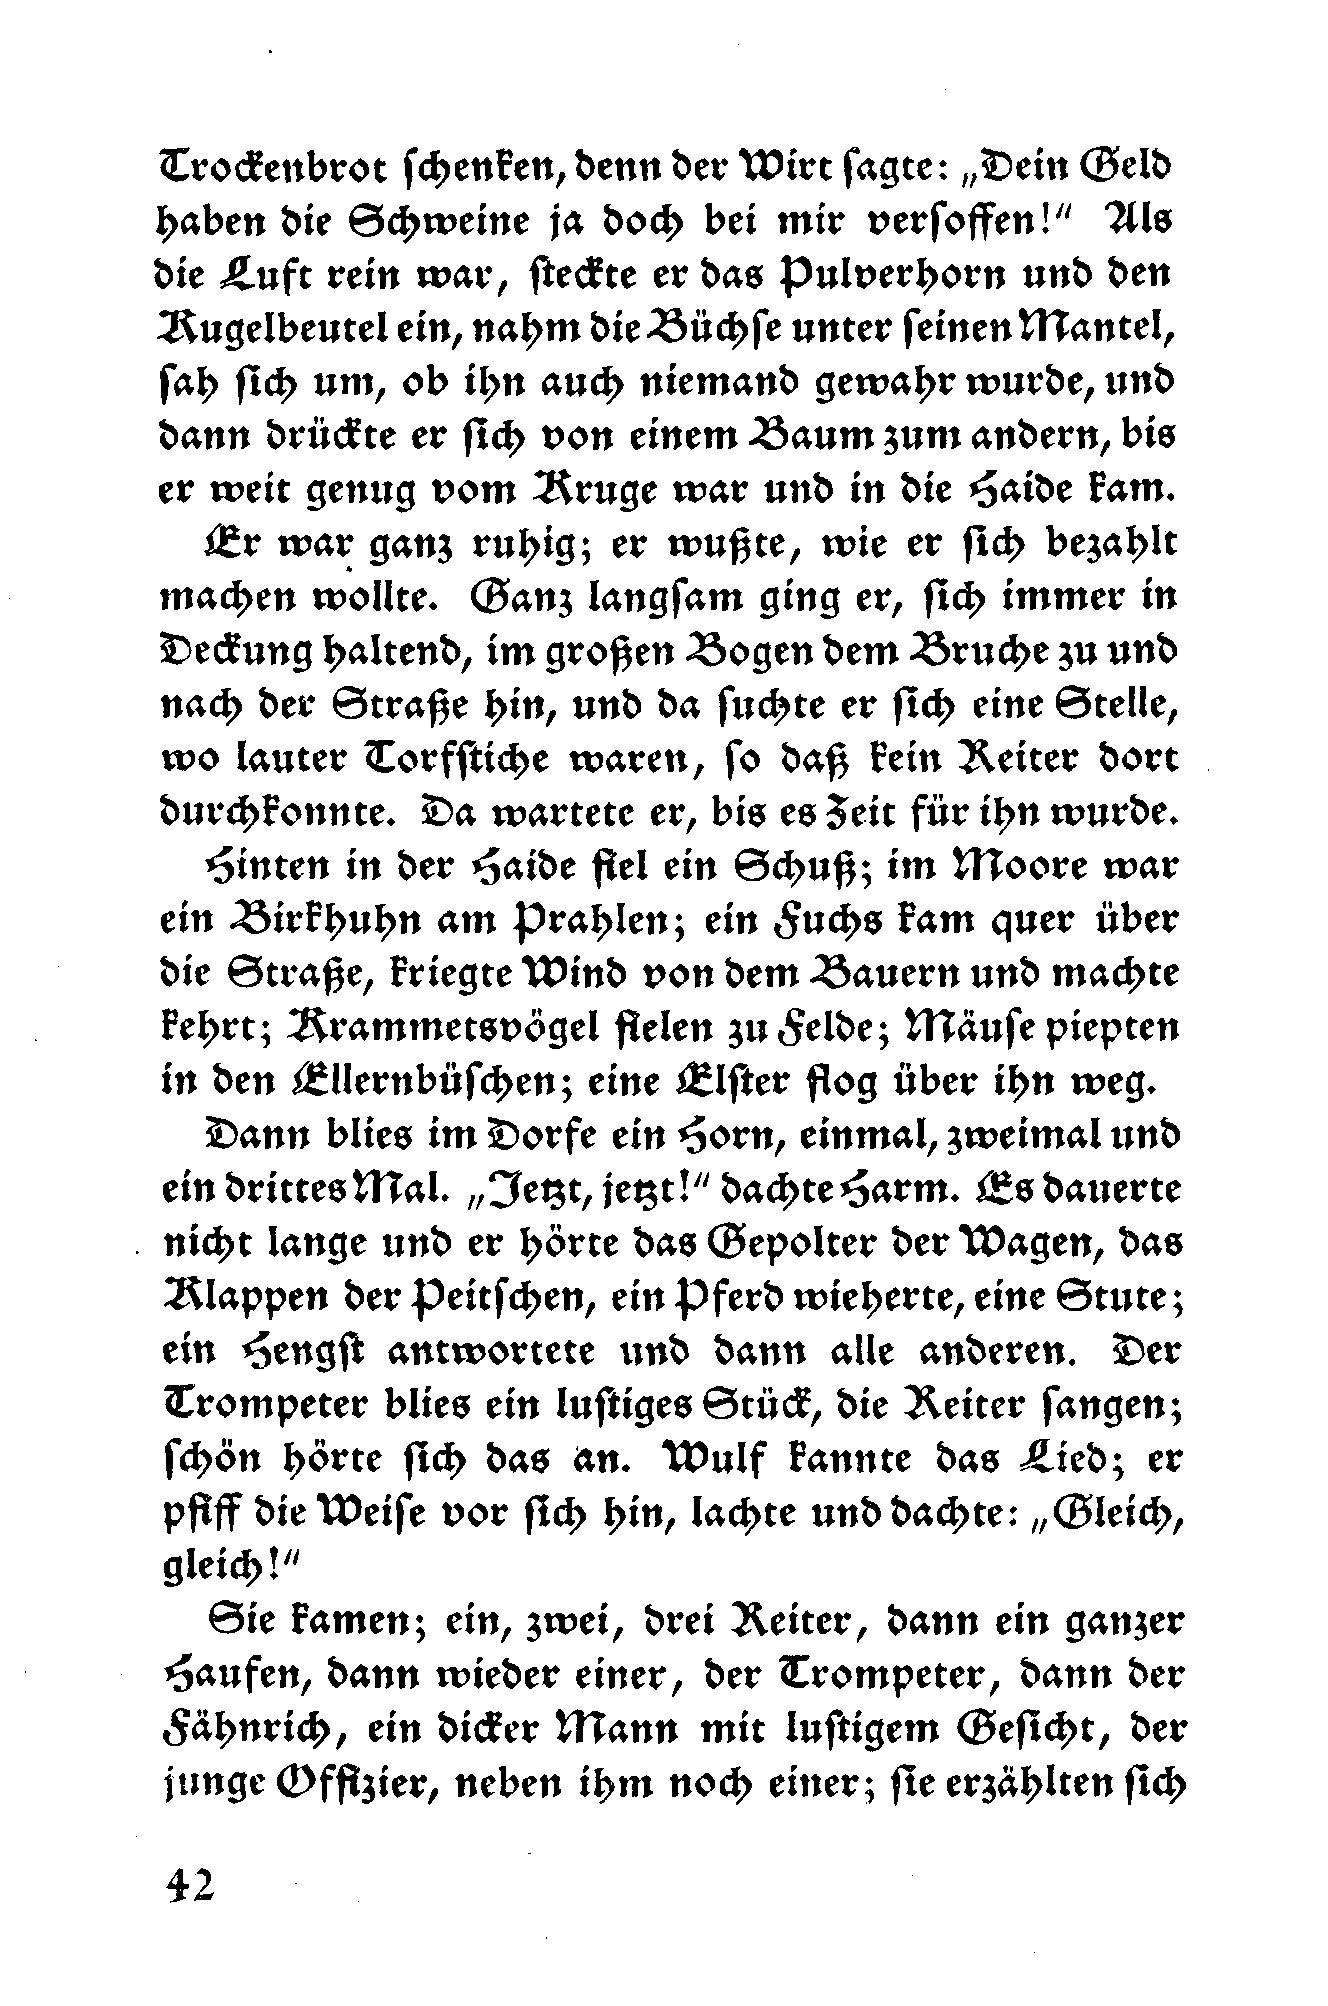 Trockenbrot schenken, denn der Wirt sagte: „Dein Geld
haben die Schweine ja doch bei mir versoffen!“ Als
die Luft rein war, steckte er das Pulverhorn und den
Kugelbeutel ein, nahm die Büchse unter seinen Mantel,
sah sich um, ob ihn auch niemand gewahr wurde, und
dann drückte er sich von einem Baum zum andern, bis
er weit genug vom Kruge war und in die Haide kam.
Er war ganz ruhig; er wußte, wie er sich bezahlt
machen wollte. Ganz langsam ging er, sich immer in
Deckung haltend, im großen Bogen dem Bruche zu und
nach der Straße hin, und da suchte er sich eine Stelle,
wo lauter Torfstiche waren, so daß kein Reiter dort
durchkonnte. Da wartete er, bis es Zeit für ihn wurde.
Hinten in der Haide fiel ein Schuß; im Moore war
ein Birkhuhn am Prahlen; ein Fuchs kam quer über
die Straße, kriegte Wind von dem Bauern und machte
kehrt; Krammetsvögel fielen zu Felde; Mäuse piepten
in den Ellernbüschen; eine Elster flog über ihn weg.
Dann blies im Dorfe ein Horn, einmal, zweimal und
ein drittes Mal. „Jetzt, jetzt!“ dachte Harm. Es dauerte
nicht lange und er hörte das Gepolter der Wagen, das
Klappen der Peitschen, ein Pferd wieherte, eine Stute;
ein Hengst antwortete und dann alle anderen. Der
Trompeter blies ein lustiges Stück, die Reiter sangen;
schön hörte sich das an. Wulf kannte das Lied; er
pfiff die Weise vor sich hin, lachte und dachte: „Gleich,
gleich!“
Sie kamen; ein, zwei, drei Reiter, dann ein ganzer
Haufen, dann wieder einer, der Trompeter, dann der
Fähnrich, ein dicker Mann mit lustigem Gesicht, der
junge Offizier, neben ihm noch einer; sie erzählten sich
42